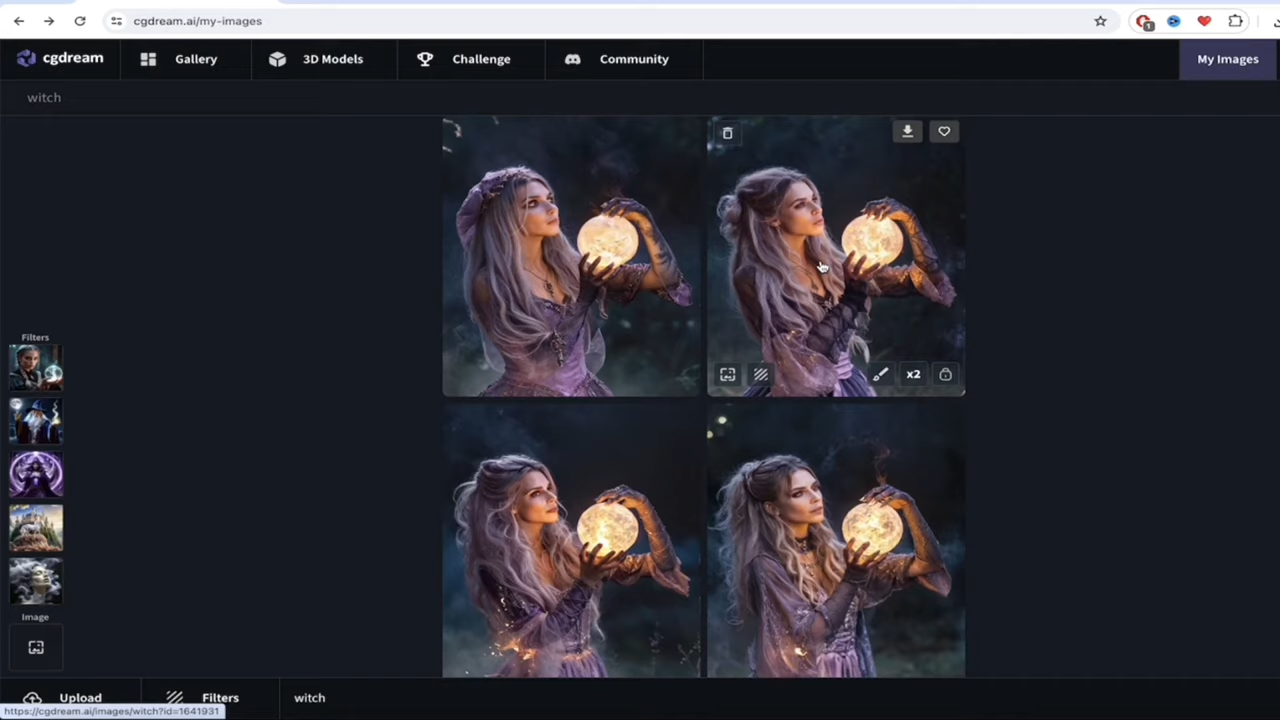 cgdream.ai/my-images
1
cgdream
Gallery
3D Models
Challenge
Community
My Images
witch
x2
Filters
Image
Upload
Filters
witch
https://cgdream.ai/images/witch?id=1641931